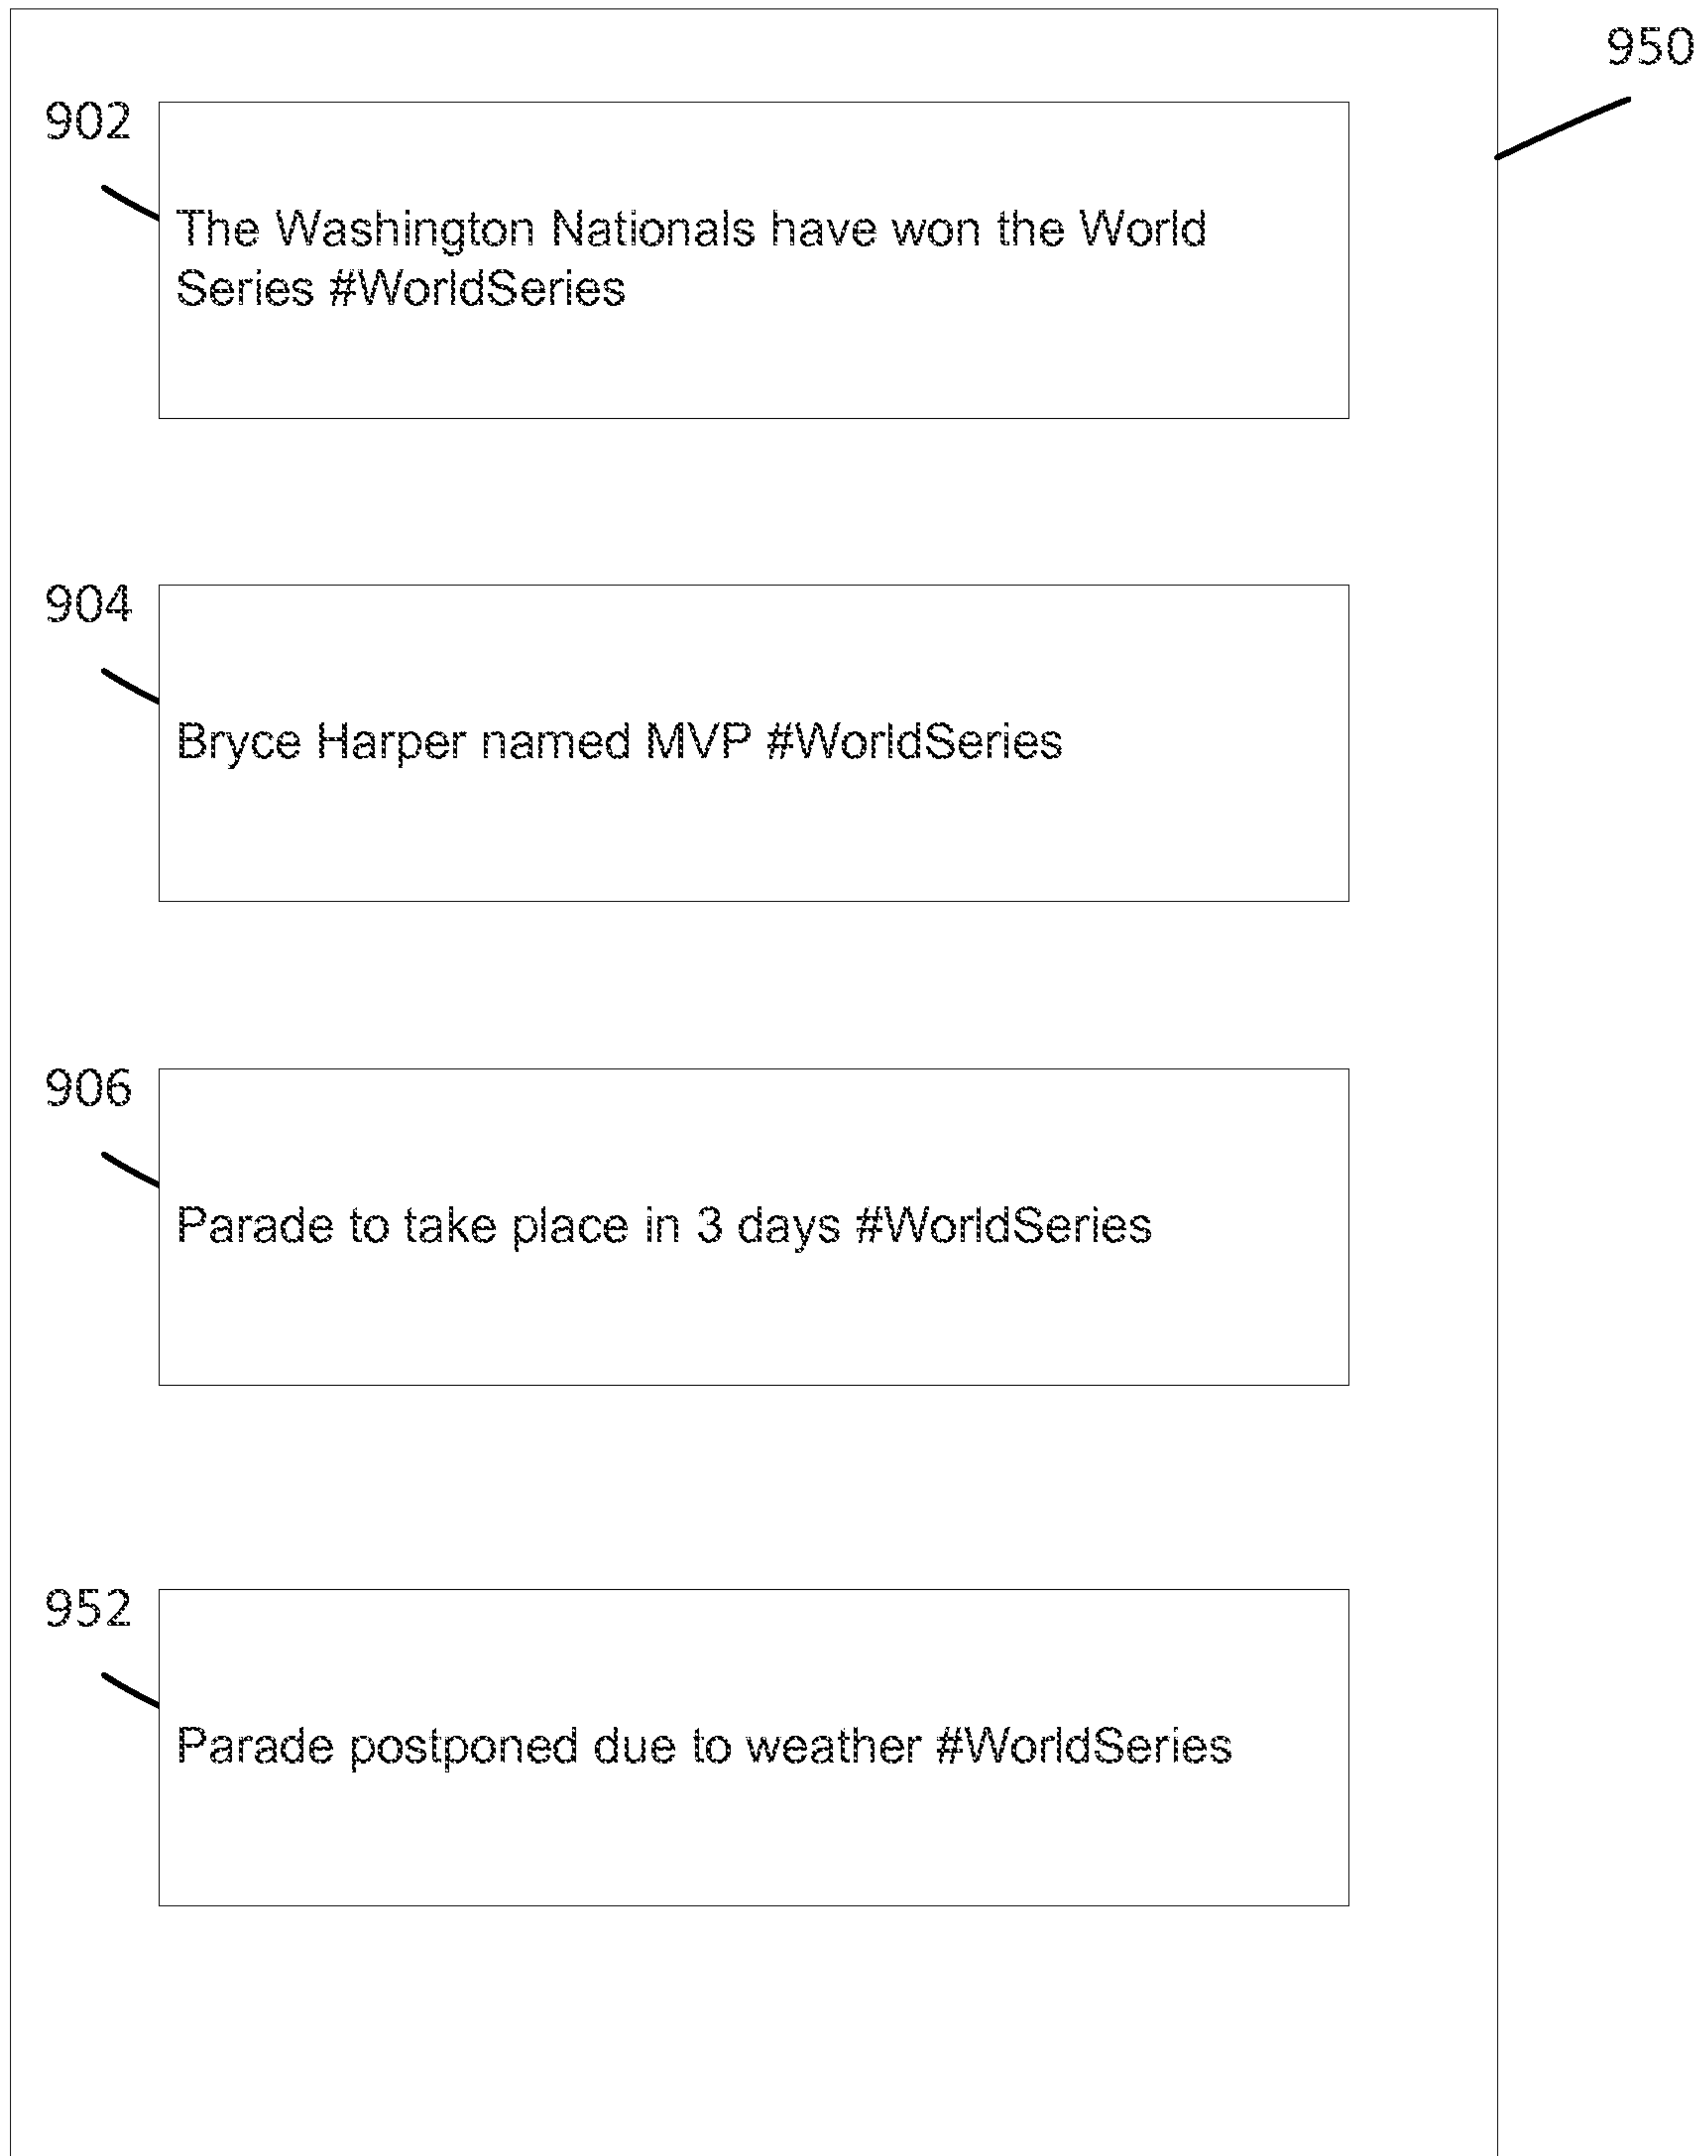 950
902
The Washington Nationals have won the World
Series #WorldSeries
904
Bryce Harper named MVP #WorldSeries
906
Parade to take place in 3 days #WorldSeries
952
Parade postponed due to weather #WorldSeries